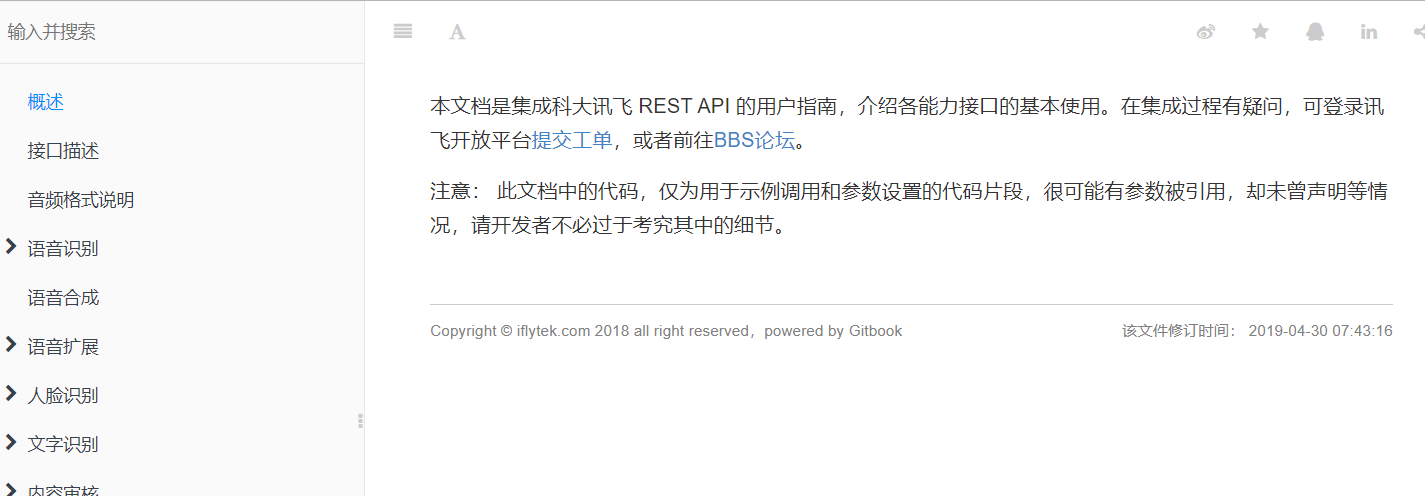 输入并搜索
概述
接口描述
音频格式说明
语音识别
语音合成
语音扩展
人脸识别
文字识别
内容审核
A
本文档是集成科大讯飞 REST API 的用户指南，介绍各能力接口的基本使用。在集成过程有疑问，可登录讯
飞开放平台提交工单，或者前往BBS论坛。
注意： 此文档中的代码，仅为用于示例调用和参数设置的代码片段，很可能有参数被引用，却未曾声明等情
况，请开发者不必过于考究其中的细节。
Copyright © iflytek.com 2018 all right reserved，powered by Gitbook
该文件修订时间： 2019-04-30 07:43:16